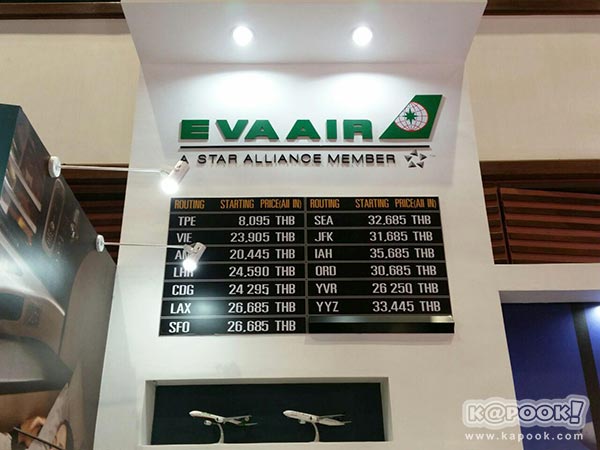 EVA AIR
A STAR ALLIANCE MEMBER
ROUTING STARTING PRICE(All IN)
TPE 8,095 THB
VIE 23,905 THB
20,445 THB
LHR 24,590 THB
CDG 24 295 THB
LAX 26,685 THB
SFO 26,685 THB
ROUTING STARTING PRICE(All IN)
SEA 32,685 THB
JFK 31,685 THB
IAH 35,685 THB
ORD 30,685 THB
YVR 26 250 THB
YYZ 33,445 THB
K@POOK!
www.kapook.com